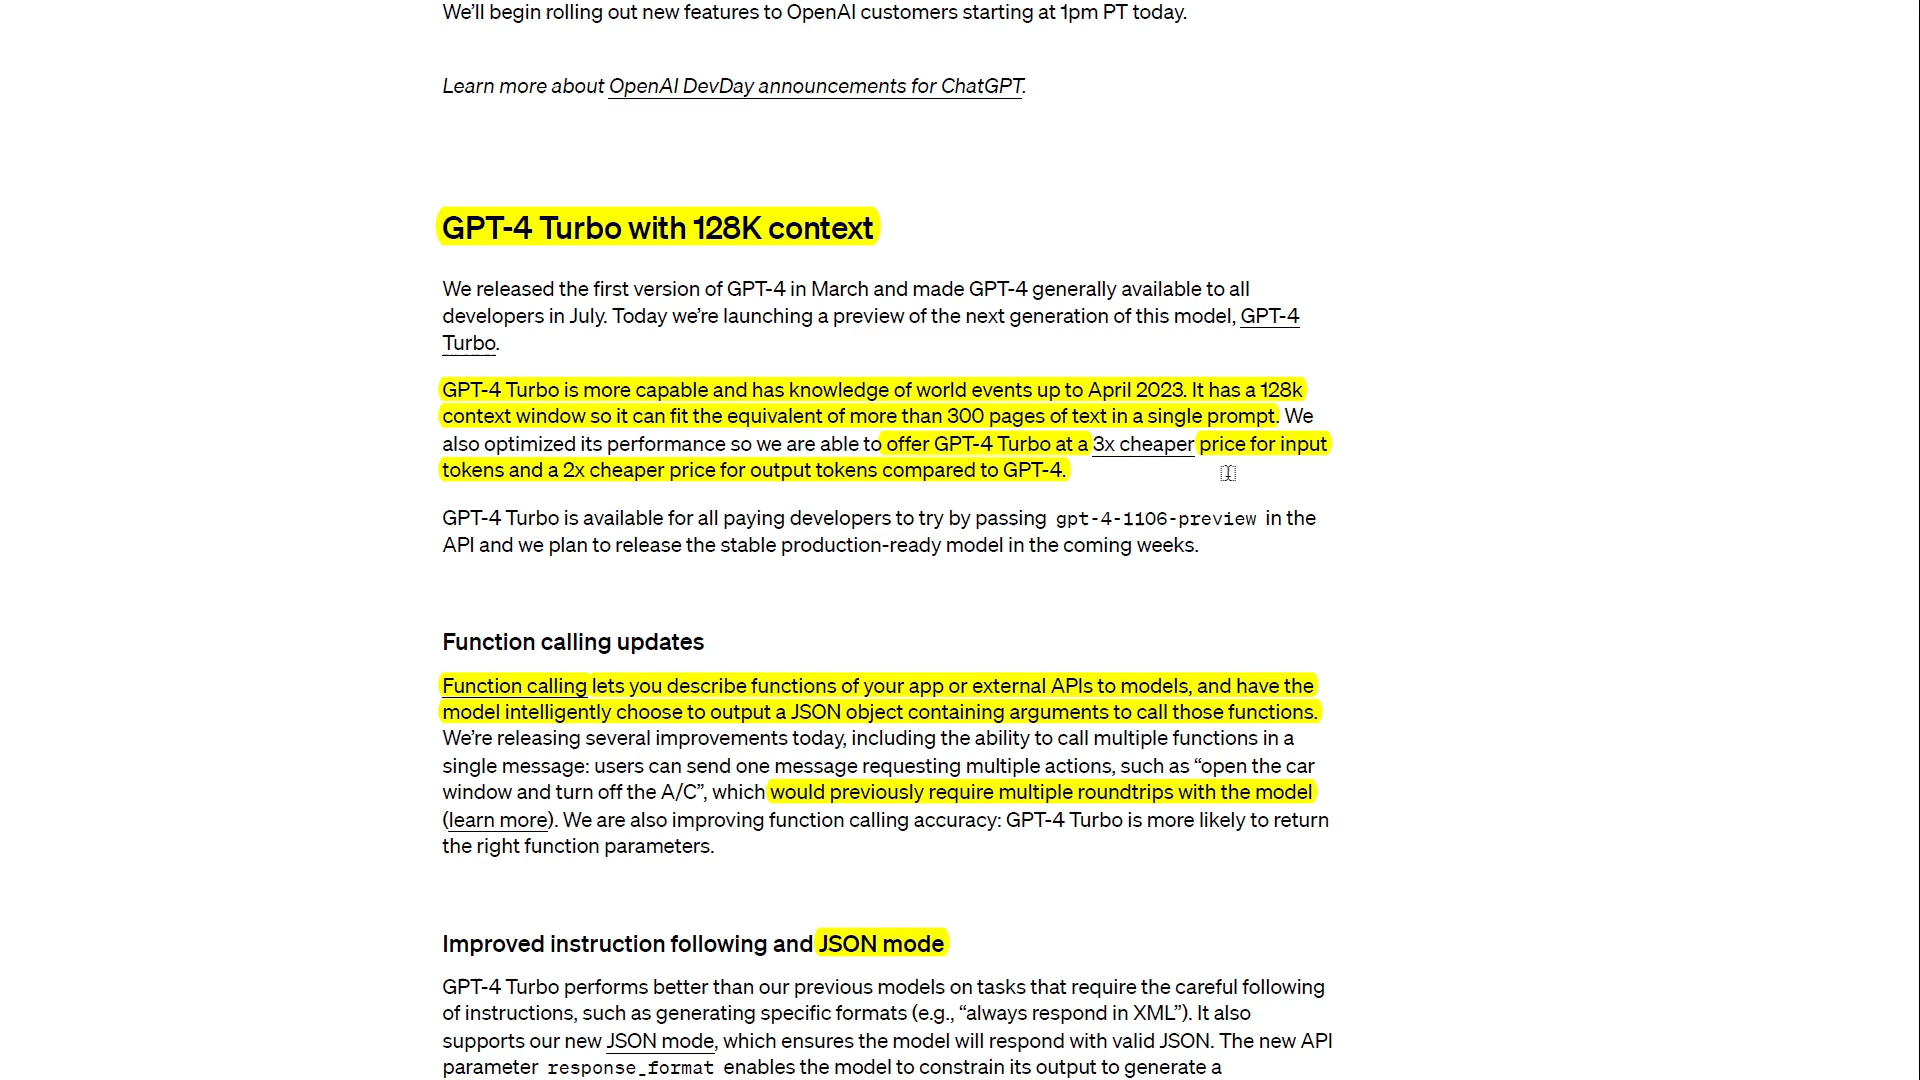 We’ll begin rolling out new features to OpenAI customers starting at 1pm PT today.
Learn more about OpenAI DevDay announcements for ChatGPT.
GPT-4 Turbo with 128K context
We released the first version of GPT-4 in March and made GPT-4 generally available to all
developers in July. Today we’re launching a preview of the next generation of this model, GPT-4
Turbo.
GPT-4 Turbo is more capable and has knowledge of world events up to April 2023. It has a 128k
context window so it can fit the equivalent of more than 300 pages of text in a single prompt. We
also optimized its performance so we are able to offer GPT-4 Turbo at a 3x cheaper price for input
tokens and a 2x cheaper price for output tokens compared to GPT-4.
GPT-4 Turbo is available for all paying developers to try by passing gpt-4-1106-preview in the
API and we plan to release the stable production-ready model in the coming weeks.
Function calling updates
Function calling lets you describe functions of your app or external APIs to models, and have the
model intelligently choose to output a JSON object containing arguments to call those functions.
We’re releasing several improvements today, including the ability to call multiple functions in a
single message: users can send one message requesting multiple actions, such as “open the car
window and turn off the A/C”, which would previously require multiple roundtrips with the model
(learn more). We are also improving function calling accuracy: GPT-4 Turbo is more likely to return
the right function parameters.
Improved instruction following and JSON mode
GPT-4 Turbo performs better than our previous models on tasks that require the careful following
of instructions, such as generating specific formats (e.g., “always respond in XML”). It also
supports our new JSON mode, which ensures the model will respond with valid JSON. The new API
parameter response_format enables the model to constrain its output to generate a